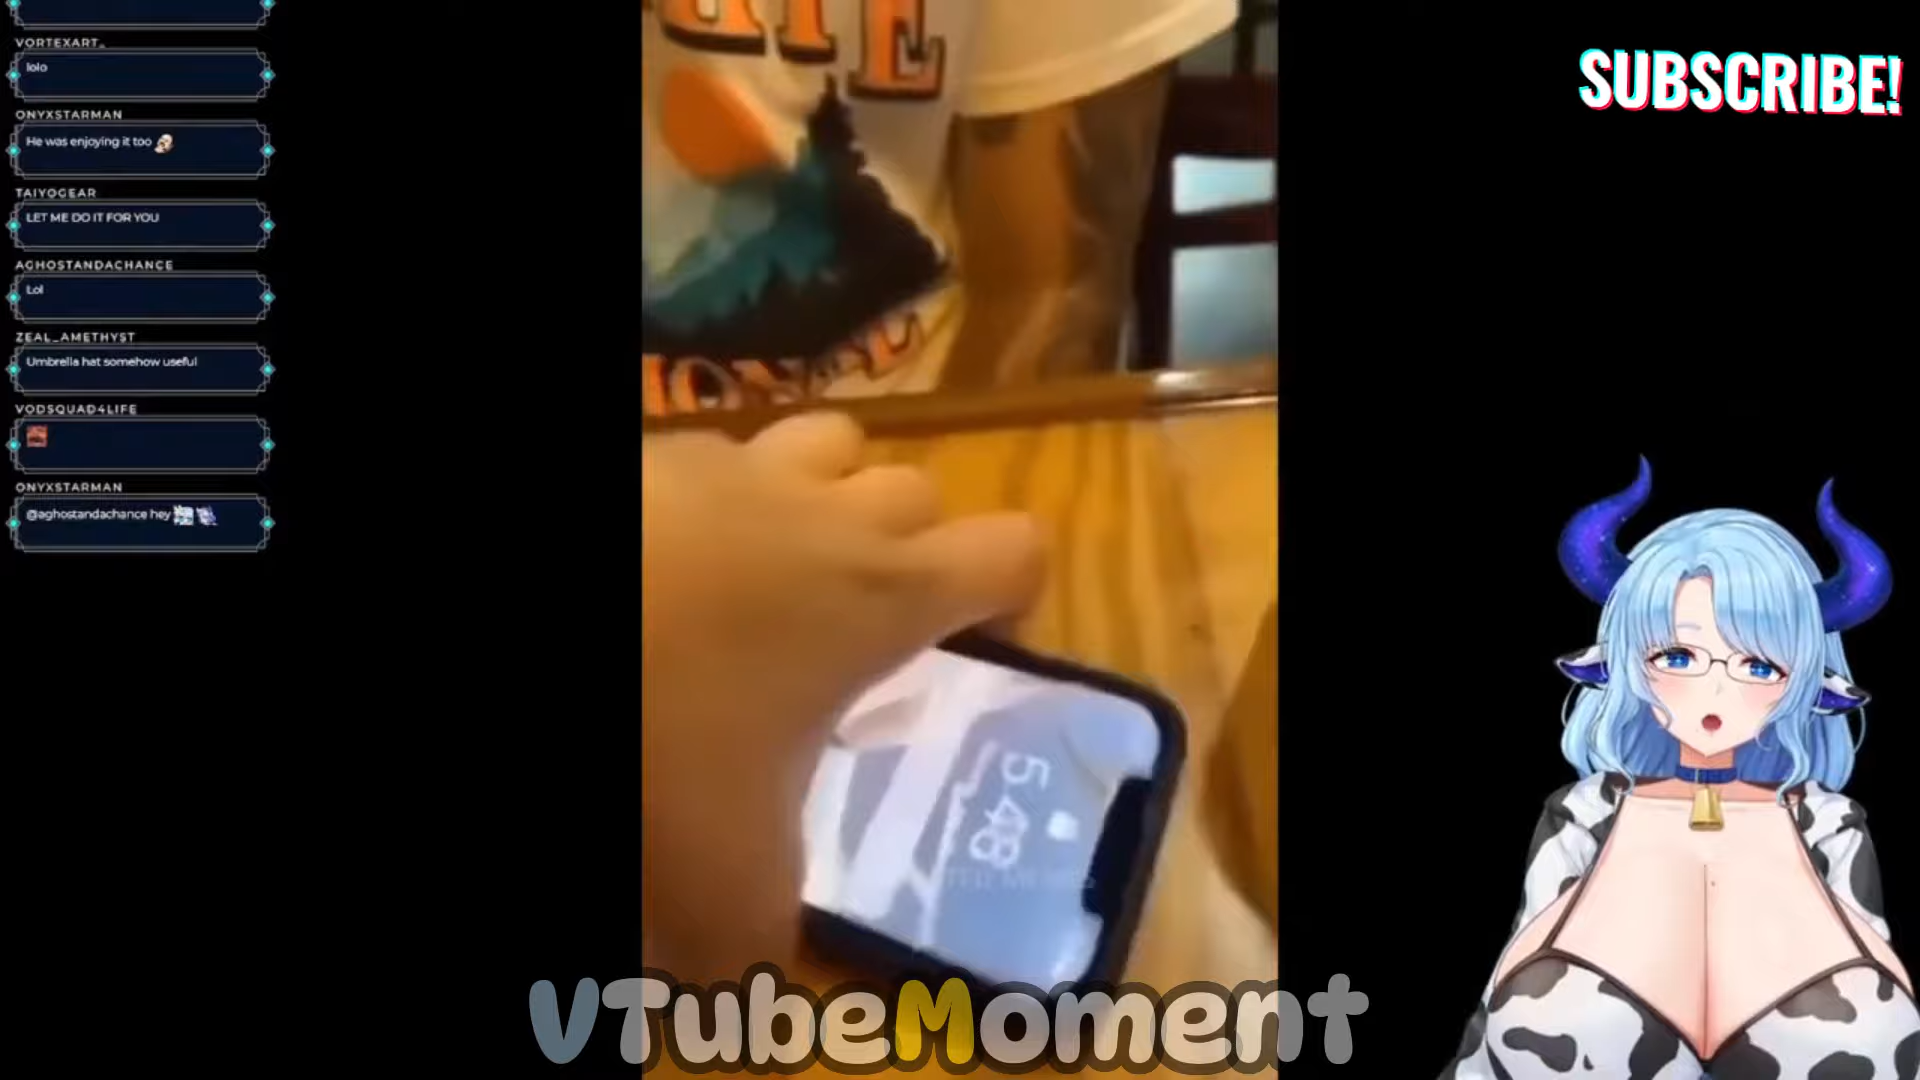 VORTEXART_
lolo
ONYXSTARMAN
He was enjoying it too
TAIYOGEAR
LET ME DO IT FOR YOU
AGHOSTANDACHANCE
Lol
ZEAL_AMETHYST
Umbrella hat somehow useful
VODSQUAD4LIFE
ONYXSTARMAN
@aghostandachance hey
SUBSCRIBE!
5:48
VTubeMoment